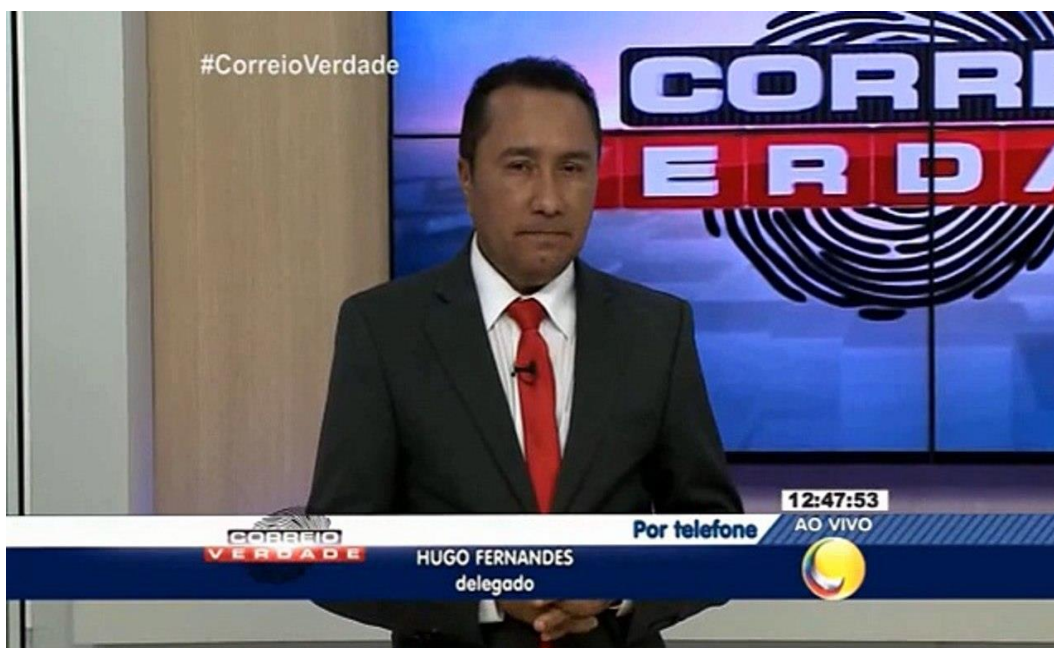 #CorreioVerdade
CORR
ERDA
12:47:53
Por telefone
AO VIVO
CORREIO
VERDADE
HUGO FERNANDES
delegado